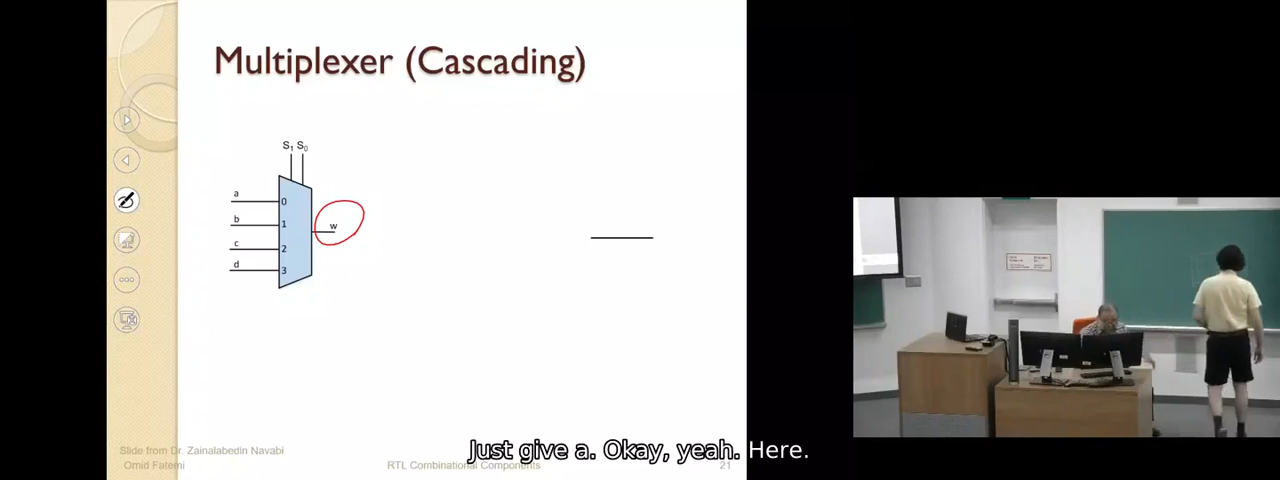 Multiplexer (Cascading)
S1 S0
a 0
b 1
w
c 2
d 3
Just give a. Okay, yeah. Here.
Slide from Dr. Zainalabedin Navabi
Omid Fatemi RTL Combinational Components 21